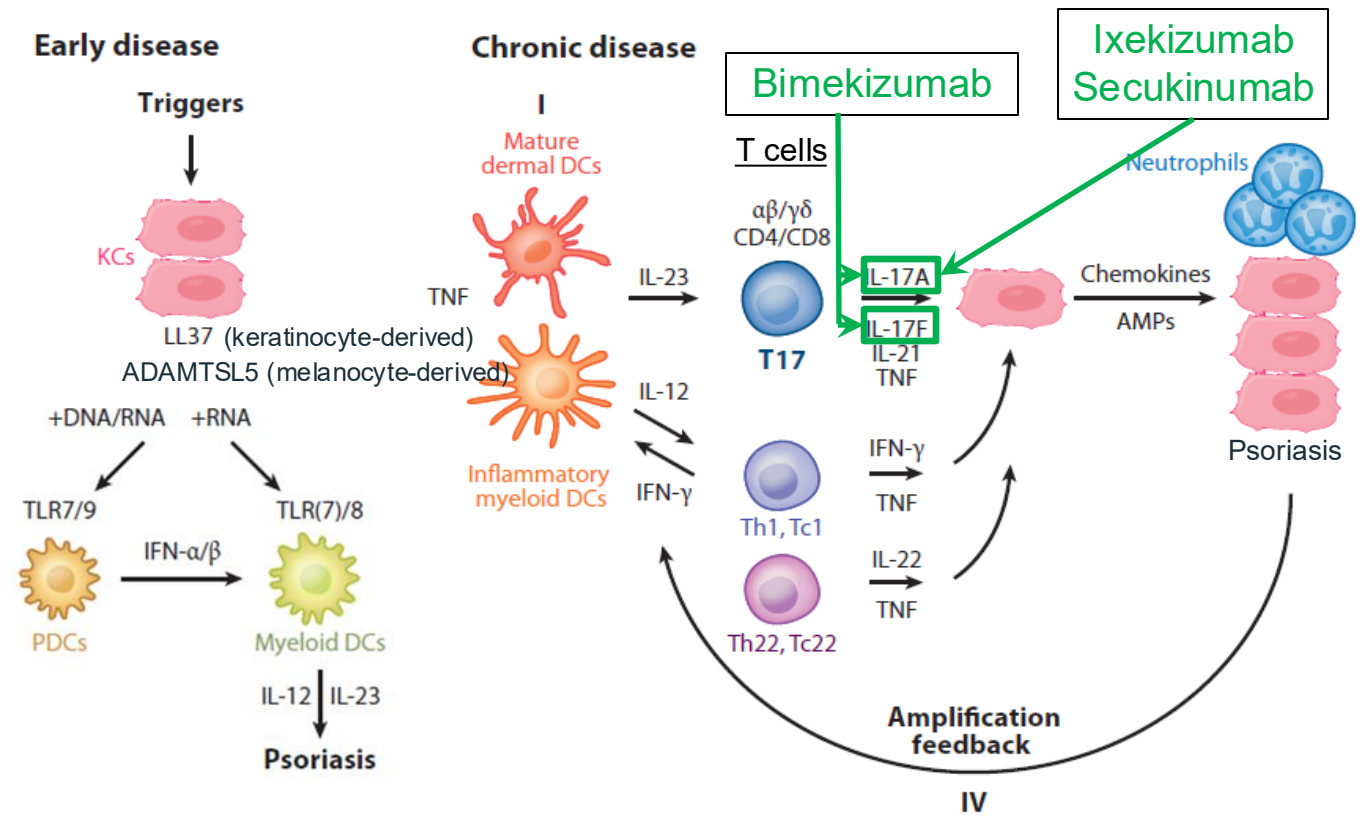 Early disease
Triggers
KCs
LL37 (keratinocyte-derived)
ADAMTSL5 (melanocyte-derived)
+DNA/RNA +RNA
TLR7/9
TLR(7)/8
IFN-α/β
PDCs
Myeloid DCs
IL-12 IL-23
Psoriasis
Chronic disease
I
Mature
dermal DCs
TNF
Inflammatory
myeloid DCs
IL-23
IL-12
IFN-γ
Bimekizumab
Ixekizumab
Secukinumab
T cells
αβ/γδ
CD4/CD8
T17
IL-17A
IL-17F
IL-21
TNF
Th1, Tc1
IFN-γ
TNF
Th22, Tc22
IL-22
TNF
Chemokines
AMPs
Neutrophils
Psoriasis
Amplification
feedback
IV